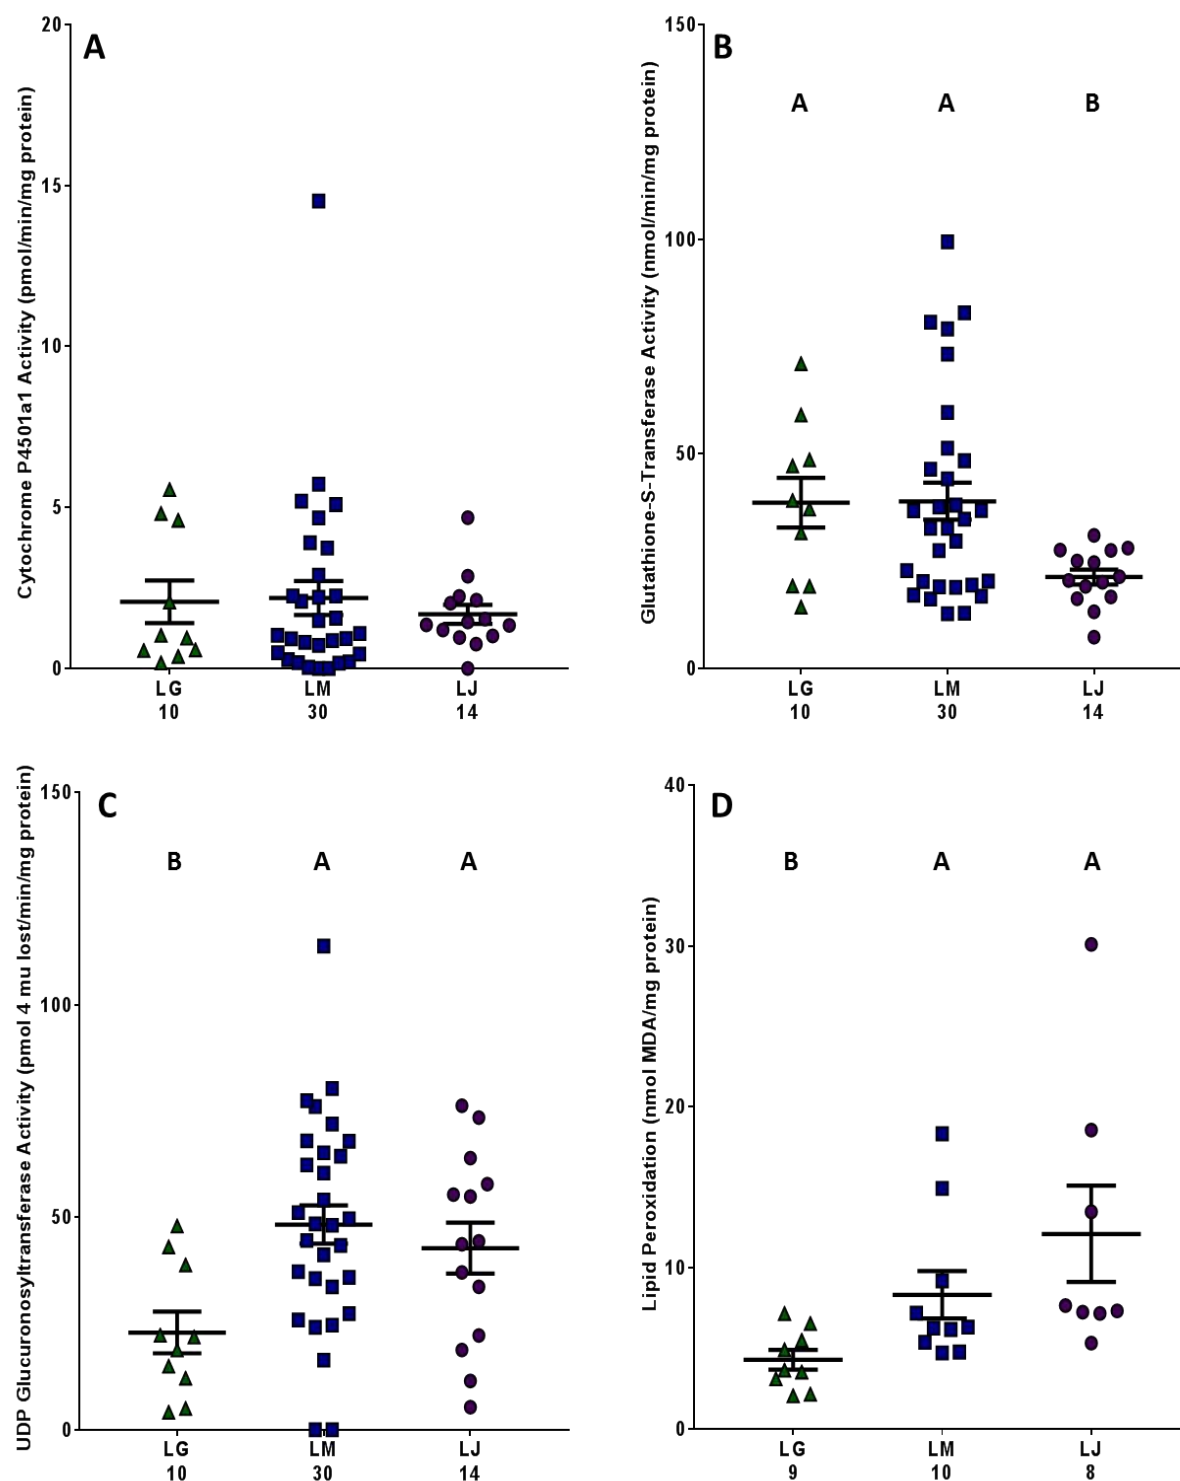 A
Cytochrome P4501a1 Activity (pmol/min/mg protein)
20
15
10
5
0
LG LM LJ
10 30 14
B
Glutathione-S-Transferase Activity (nmol/min/mg protein)
150
100
50
0
A A B
LG LM LJ
10 30 14
C
UDP Glucuronosyltransferase Activity (pmol 4 mu lost/min/mg protein)
150
100
50
0
B A A
LG LM LJ
10 30 14
D
Lipid Peroxidation (nmol MDA/mg protein)
40
30
20
10
0
B A A
LG LM LJ
9 10 8